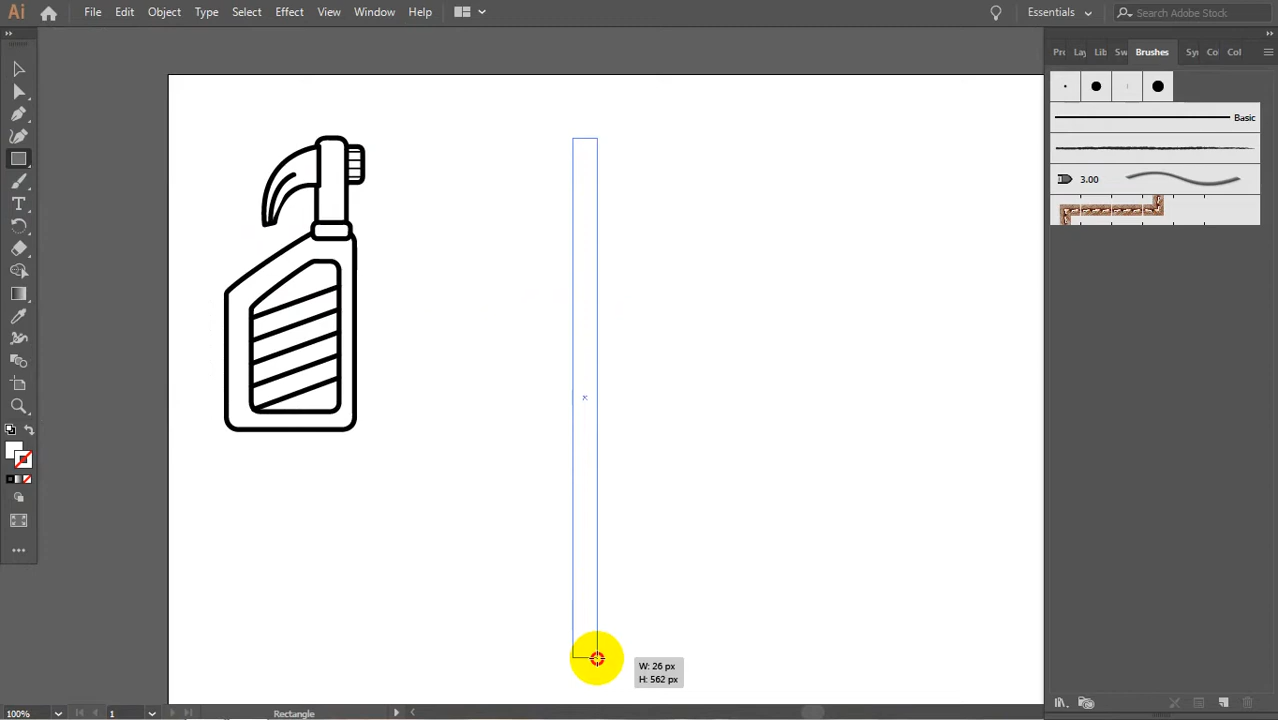 Ai File Edit Object Type Select Effect View Window Help Essentials Search Adobe Stock
Pro Lay Lib Sw Brushes Syı Co Col
Basic
3.00
T
W: 26 px
H: 562 px
100% 1 Rectangle